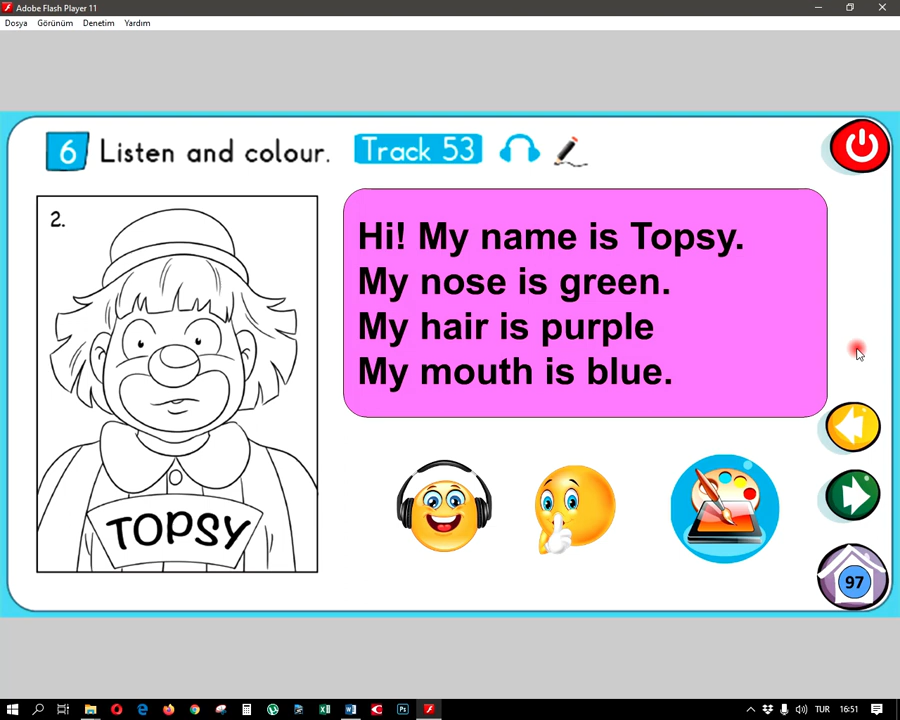 Adobe Flash Player 11
Dosya Görünüm Denetim Yardım
6 Listen and colour. Track 53
2.
Hi! My name is Topsy.
My nose is green.
My hair is purple
My mouth is blue.
TOPSY
97
TUR 16:51